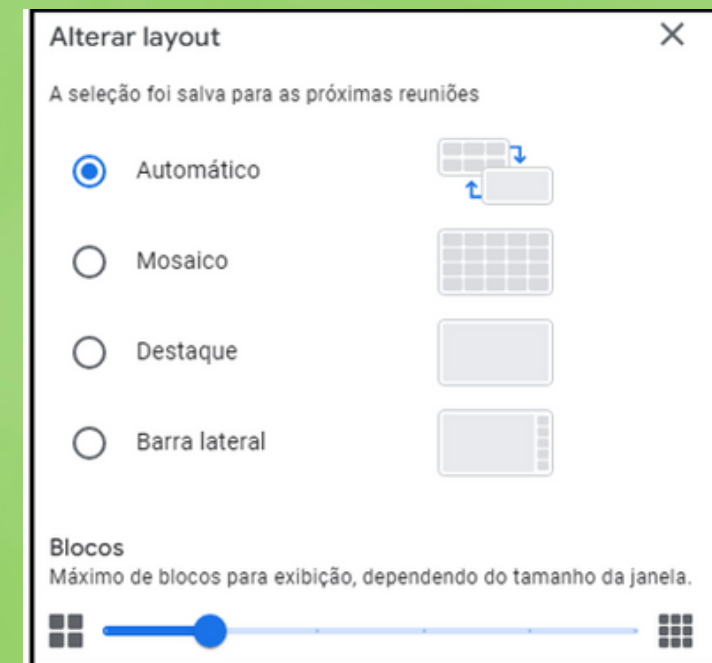 Alterar layout
A seleção foi salva para as próximas reuniões
Automático
Mosaico
Destaque
Barra lateral
Blocos
Máximo de blocos para exibição, dependendo do tamanho da janela.